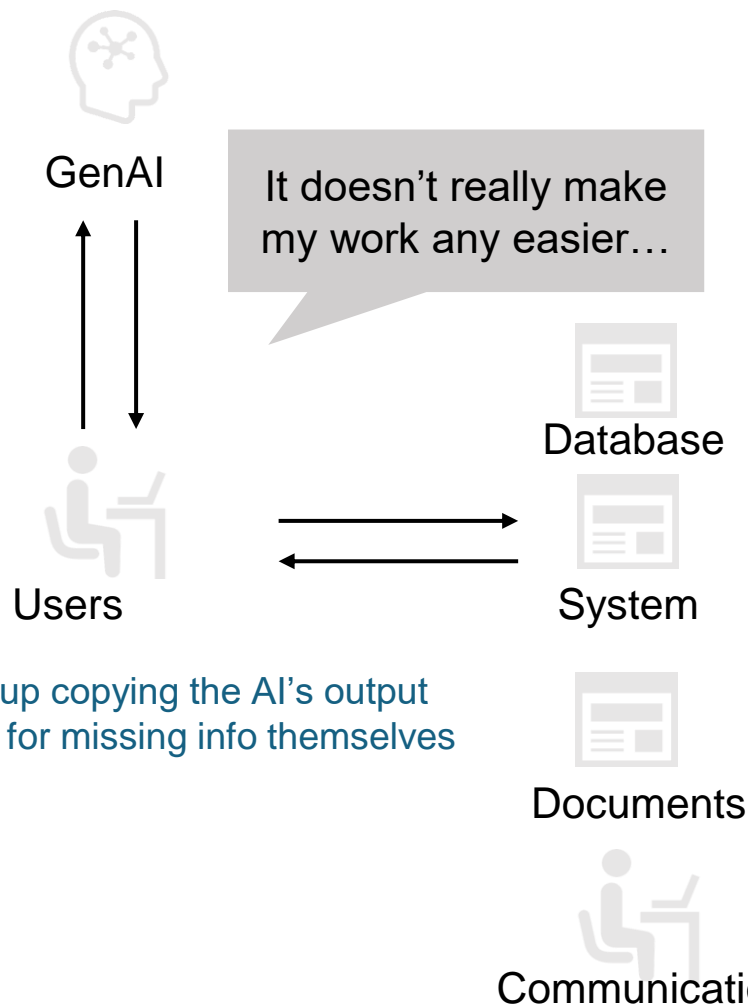 GenAI
It doesn’t really make
my work any easier…
Database
System
Users
up copying the AI’s output
for missing info themselves
Documents